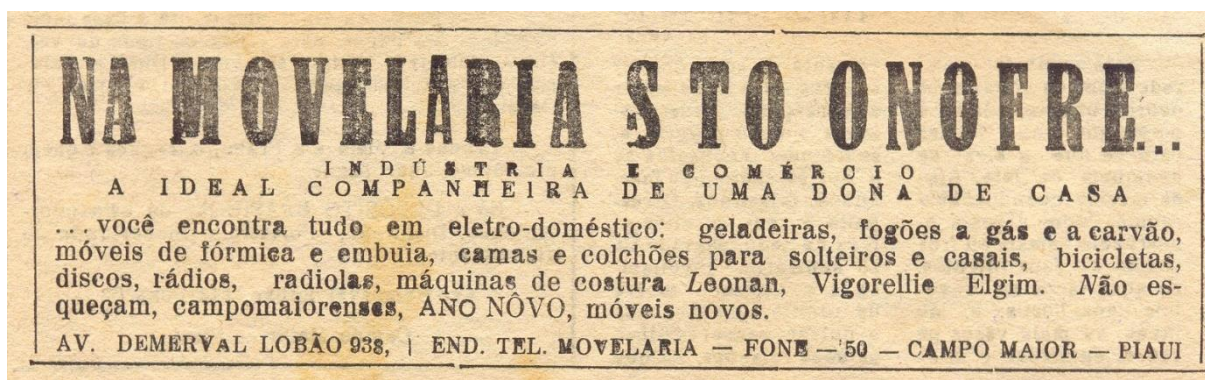 NA MOVELARIA STO ONOFRE...
INDÚSTRIA E COMÉRCIO
A IDEAL COMPANHEIRA DE UMA DONA DE CASA
...você encontra tudo em eletro-doméstico: geladeiras, fogões a gás e a carvão,
móveis de fórmica e embuia, camas e colchões para solteiros e casais, bicicletas,
discos, rádios, radiolas, máquinas de costura Leonan, Vigorellie Elgim. Não es-
queçam, campomaiorenses, ANO NÔVO, móveis novos.
AV. DEMERVAL LOBÃO 938, | END. TEL. MOVELARIA — FONE — 50 — CAMPO MAIOR — PIAUI